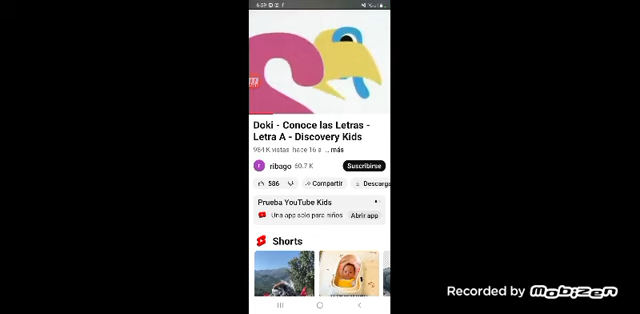 Doki - Conoce las Letras -
Letra A - Discovery Kids
984 K vistas hace 16 a ... más
ribago 60.7 K
Suscribirse
586
Compartir
Descarga
Prueba YouTube Kids
Una app solo para niños
Abrir app
Shorts
Recorded by Mobizen